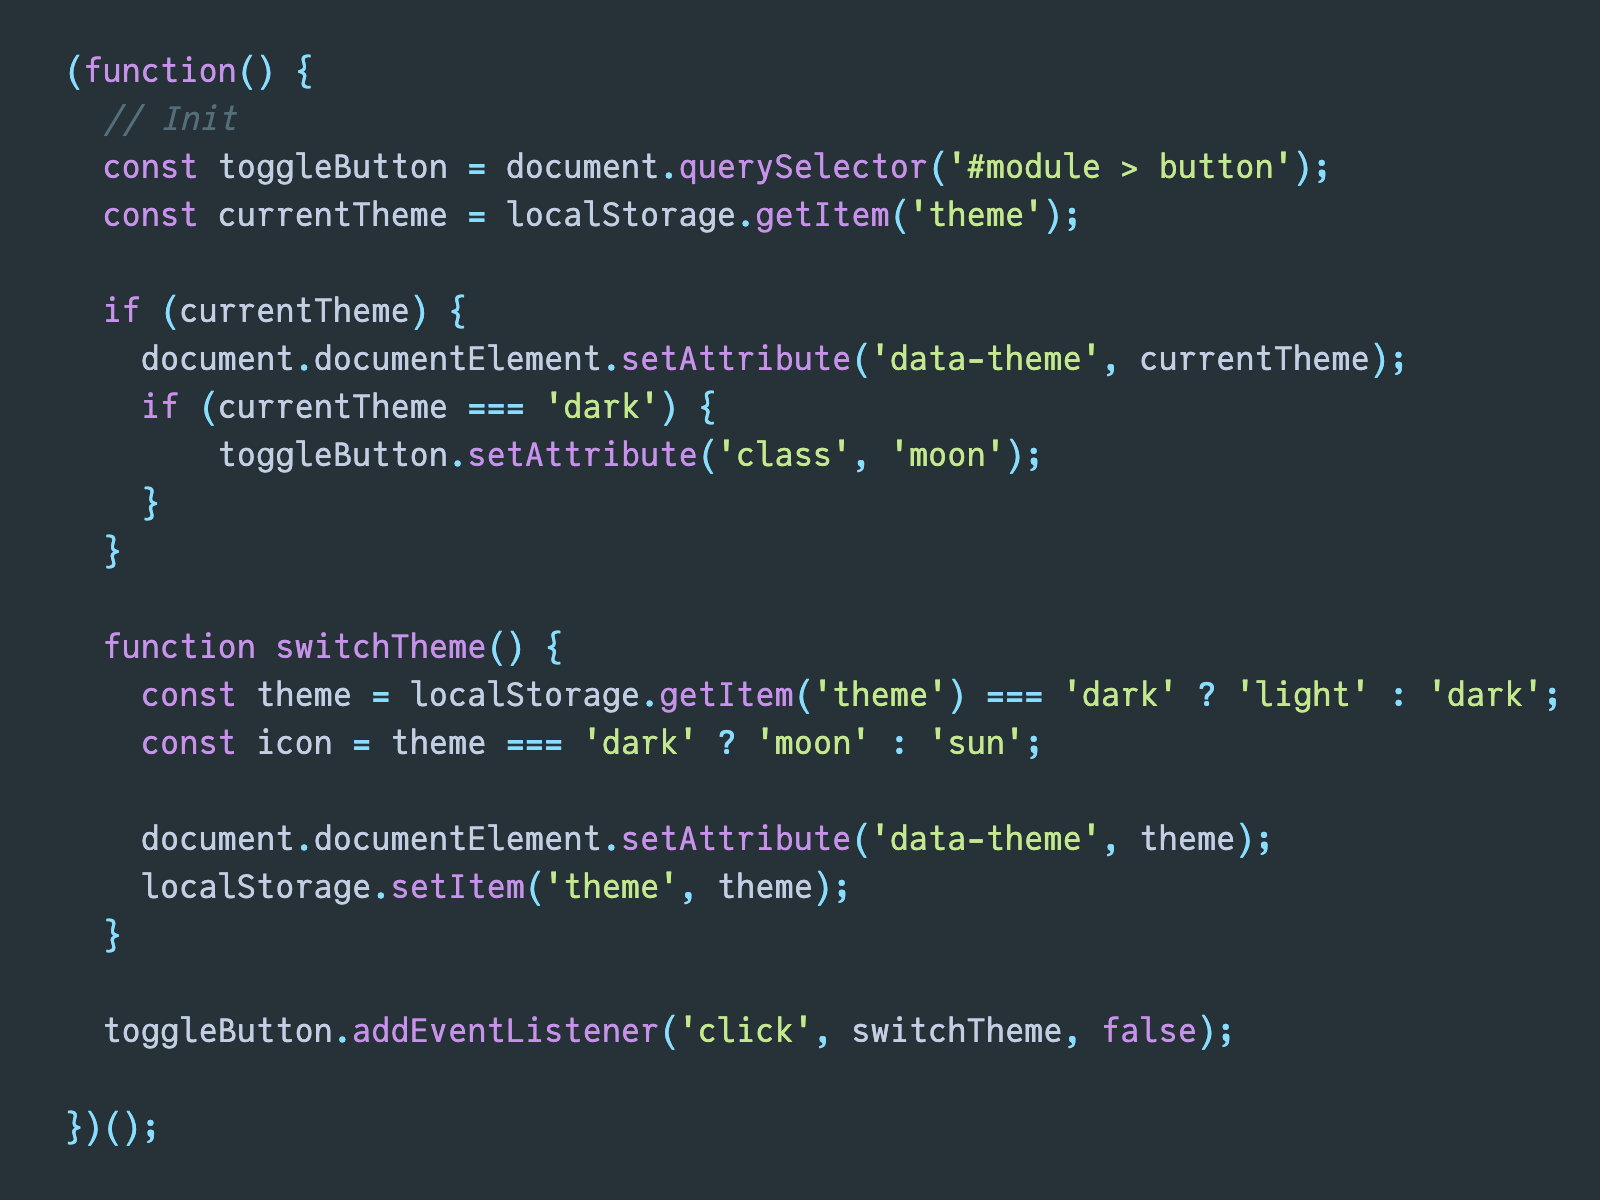 (function() {
  // Init
  const toggleButton = document.querySelector('#module > button');
  const currentTheme = localStorage.getItem('theme');

  if (currentTheme) {
    document.documentElement.setAttribute('data-theme', currentTheme);
    if (currentTheme === 'dark') {
        toggleButton.setAttribute('class', 'moon');
    }
  }

  function switchTheme() {
    const theme = localStorage.getItem('theme') === 'dark' ? 'light' : 'dark';
    const icon = theme === 'dark' ? 'moon' : 'sun';

    document.documentElement.setAttribute('data-theme', theme);
    localStorage.setItem('theme', theme);
  }

  toggleButton.addEventListener('click', switchTheme, false);

})();